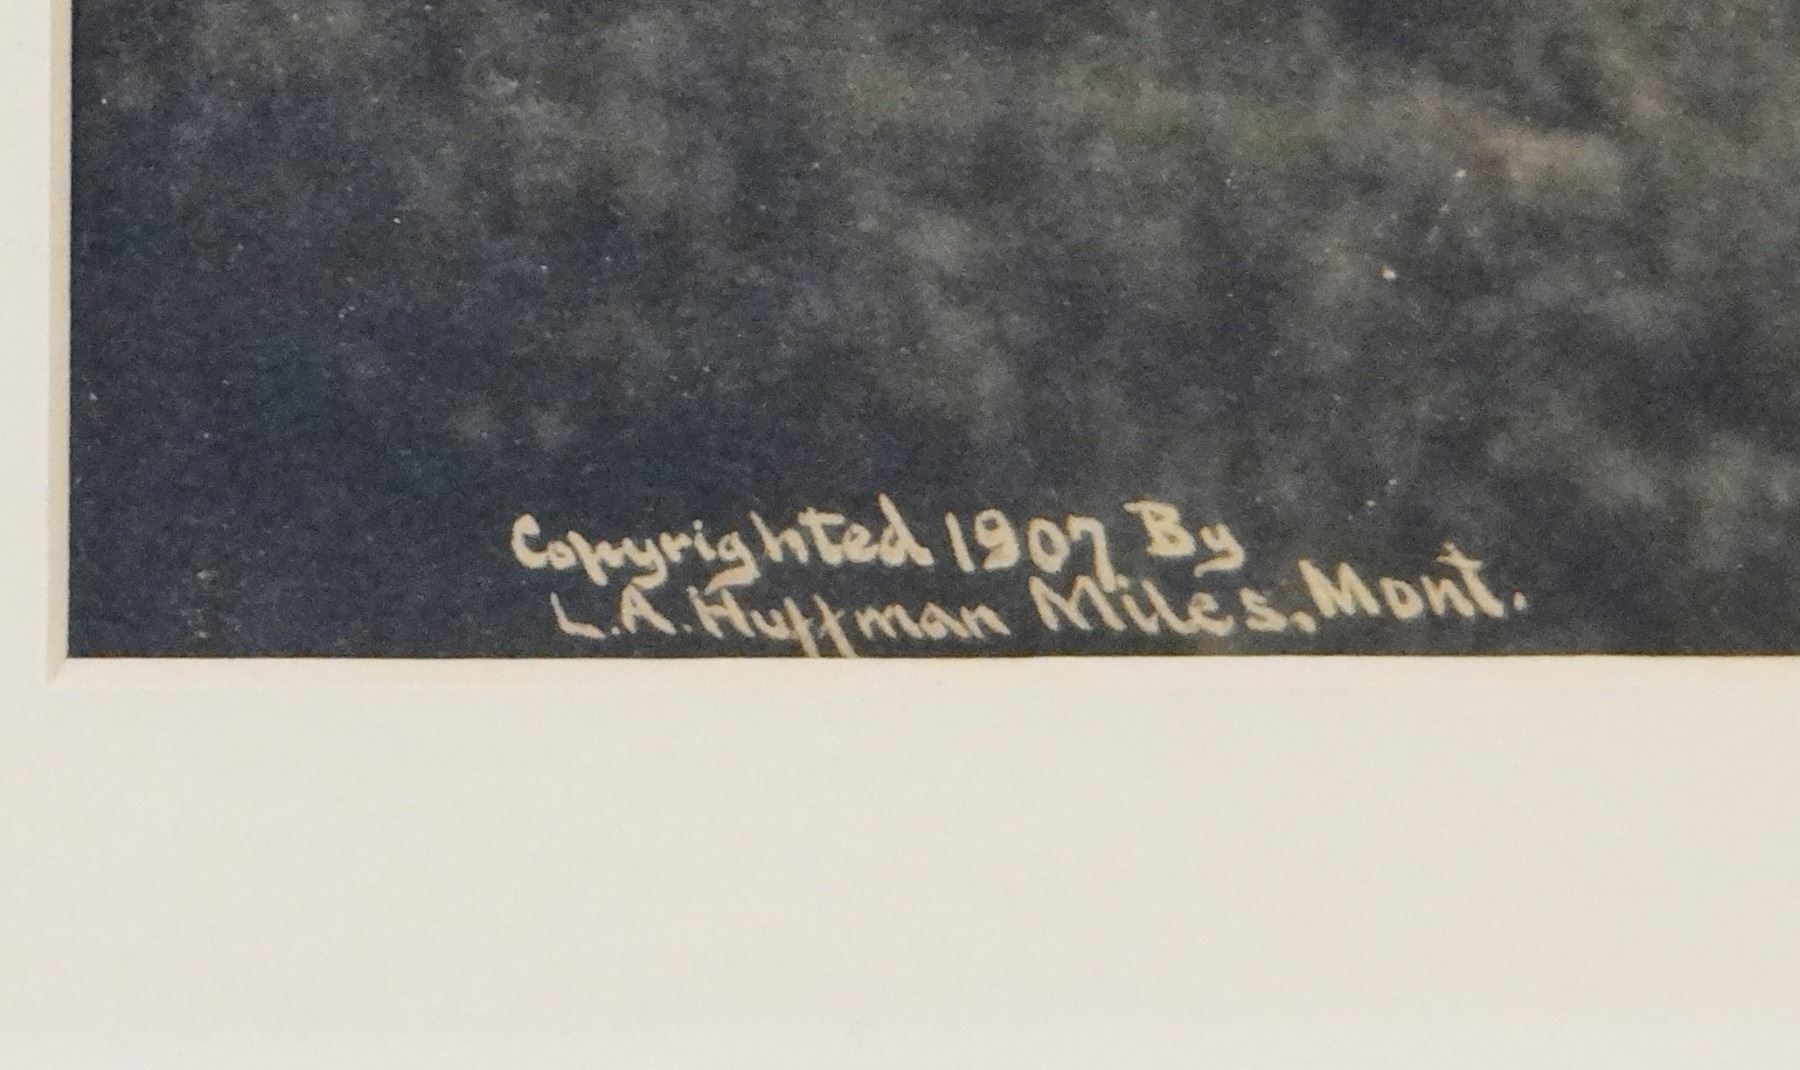 Copyrighted 1907 By
L.A. Huffman Miles. Mont.